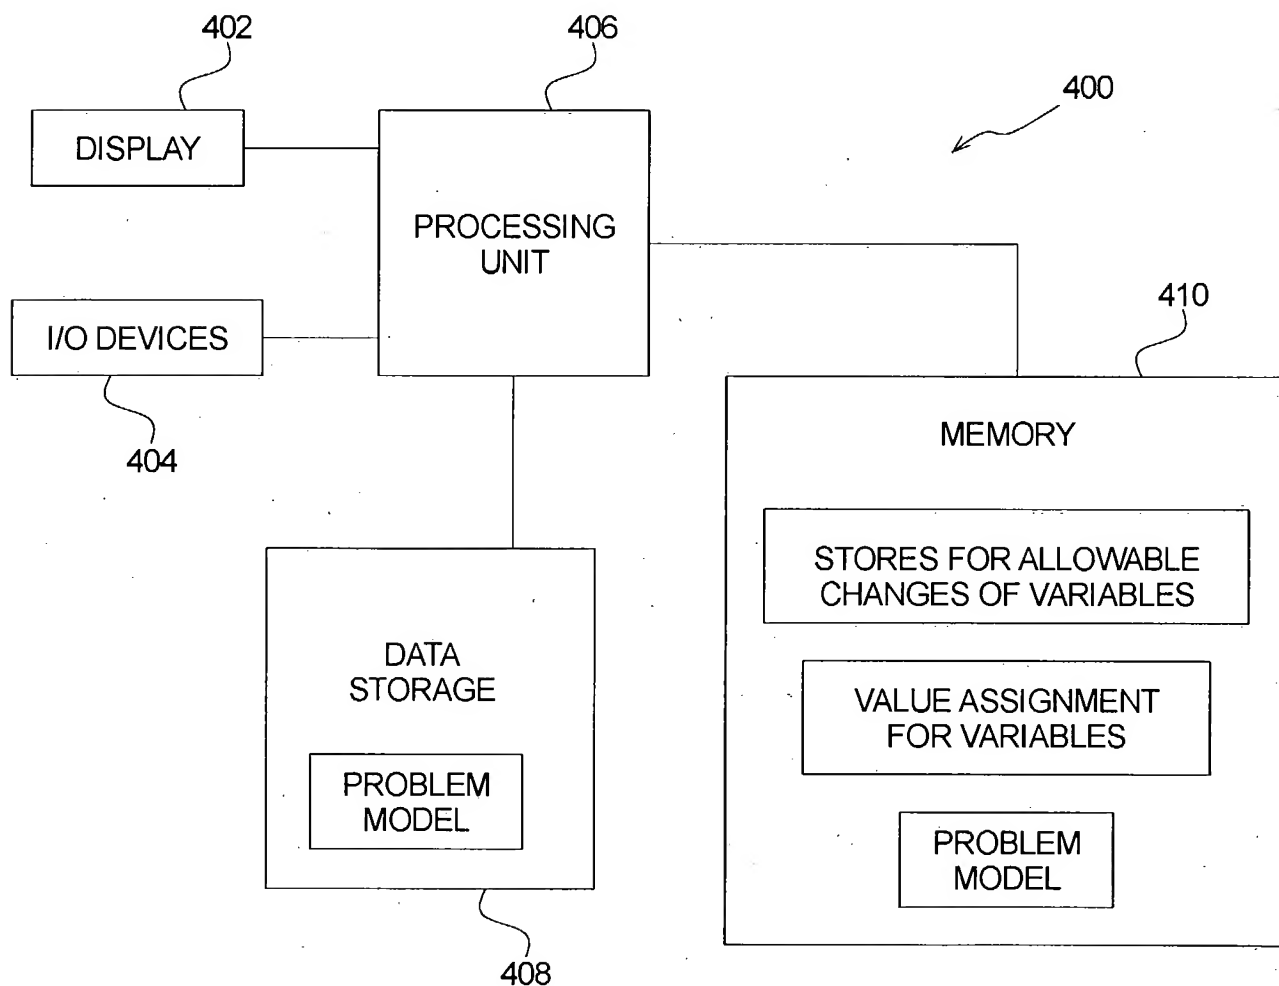 402
406
400
DISPLAY
PROCESSING
UNIT
410
I/O DEVICES
404
MEMORY
STORES FOR ALLOWABLE
CHANGES OF VARIABLES
DATA
STORAGE
VALUE ASSIGNMENT
FOR VARIABLES
PROBLEM
MODEL
PROBLEM
MODEL
408